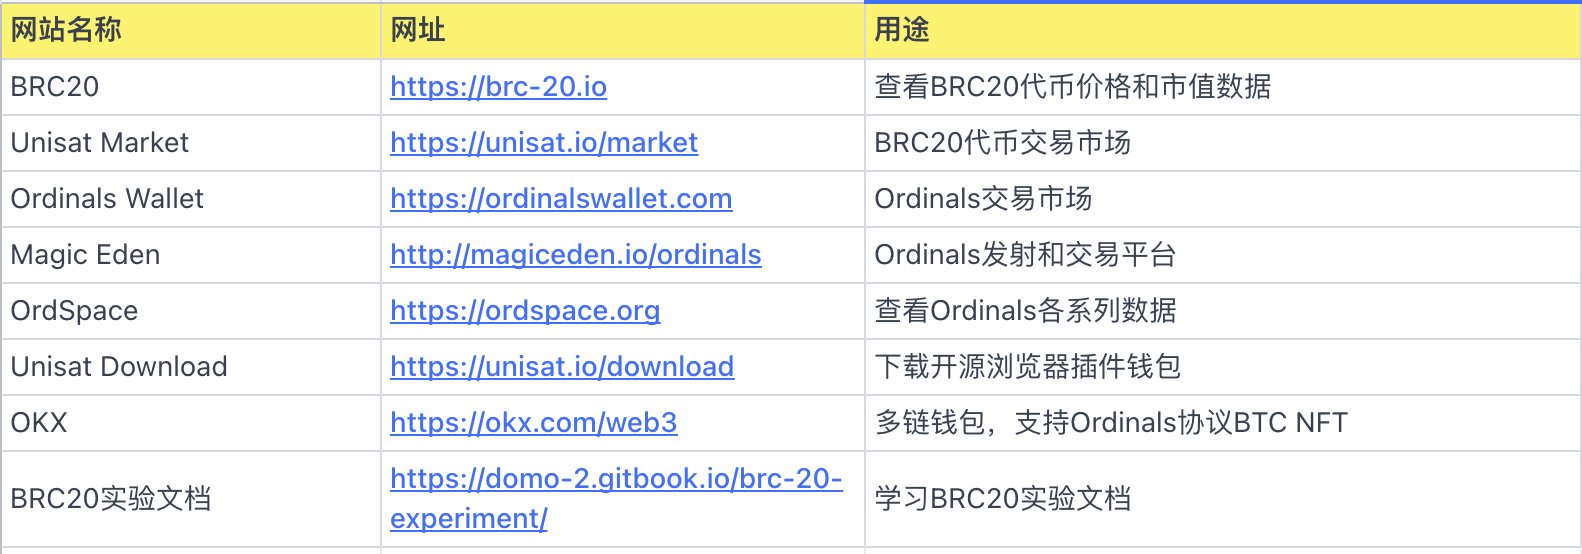 网站名称 网址 用途
BRC20 https://brc-20.io 查看BRC20代币价格和市值数据
Unisat Market https://unisat.io/market BRC20代币交易市场
Ordinals Wallet https://ordinalswallet.com Ordinals交易市场
Magic Eden http://magiceden.io/ordinals Ordinals发射和交易平台
OrdSpace https://ordspace.org 查看Ordinals各系列数据
Unisat Download https://unisat.io/download 下载开源浏览器插件钱包
OKX https://okx.com/web3 多链钱包，支持Ordinals协议BTC NFT
BRC20实验文档 https://domo-2.gitbook.io/brc-20- 学习BRC20实验文档
experiment/